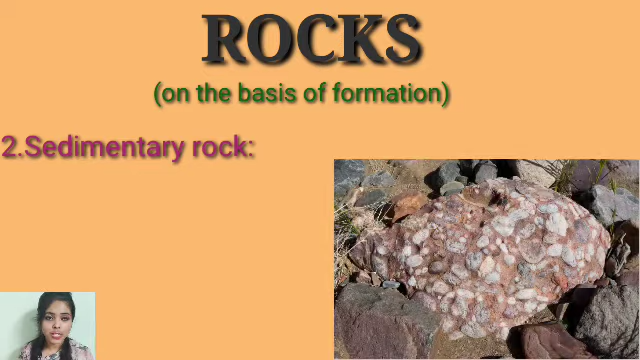 ROCKS
(on the basis of formation)
2.Sedimentary rock: